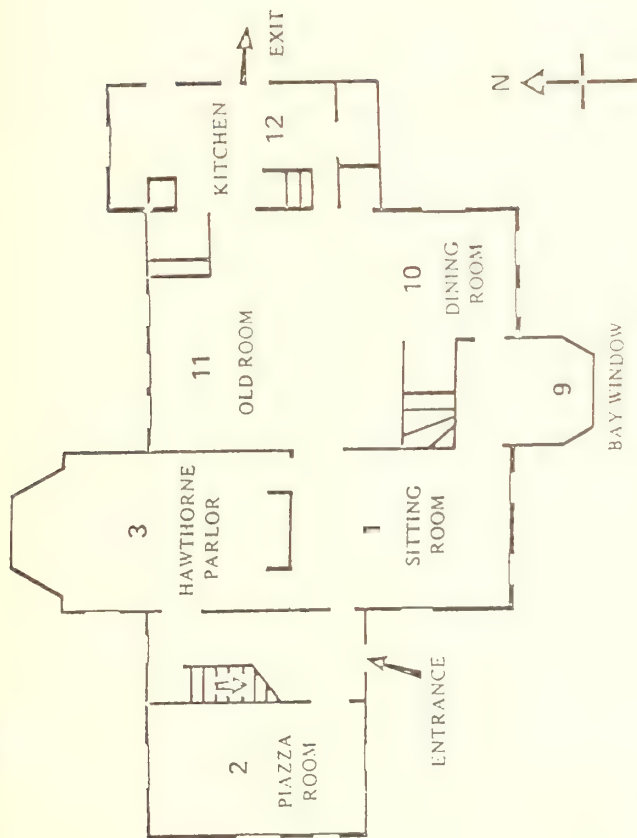 EXIT
N
KITCHEN
12
3
HAWTHORNE
PARLOR
11
OLD ROOM
10
DINING
ROOM
2
PIAZZA
ROOM
1
SITTING
ROOM
9
BAY WINDOW
ENTRANCE